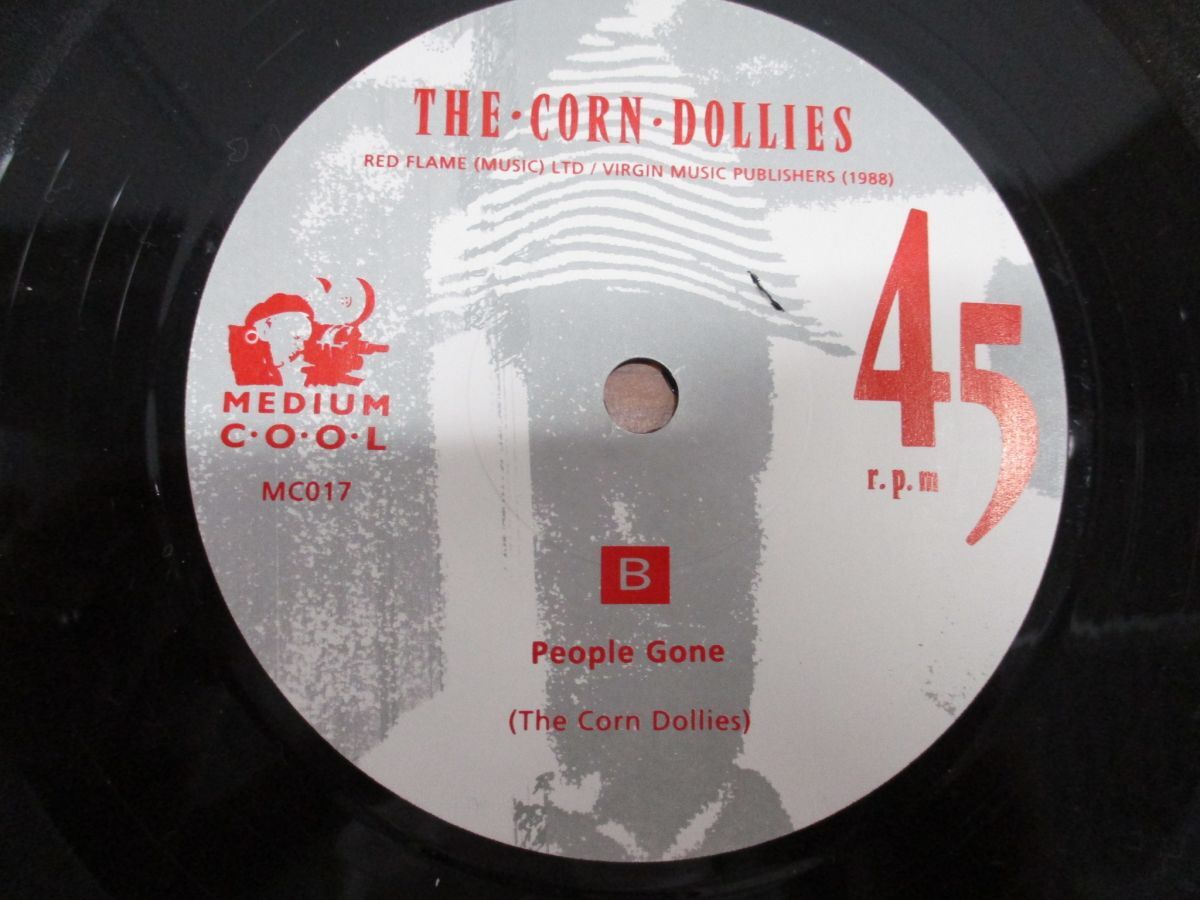 THE·CORN·DOLLIES
RED FLAME (MUSIC) LTD / VIRGIN MUSIC PUBLISHERS (1988)
45
r.p.m
MEDIUM
C·O·O·L
MC017
B
People Gone
(The Corn Dollies)